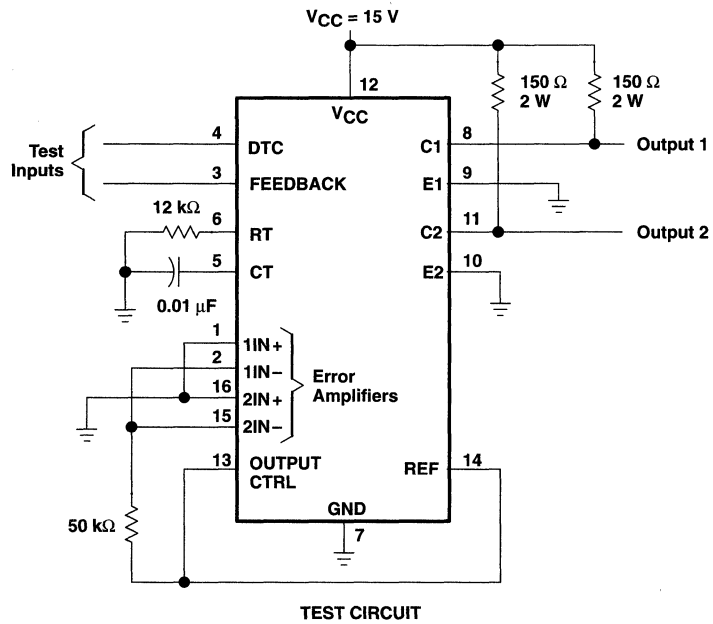 VCC = 15 V
12
VCC
150 Ω
2 W
150 Ω
2 W
Test
Inputs
4
DTC
3
FEEDBACK
C1
8
Output 1
E1
9
12 kΩ
6
RT
C2
11
Output 2
5
CT
0.01 μF
E2
10
1
1IN+
2
1IN−
16
2IN+
15
2IN−
Error
Amplifiers
13
OUTPUT
CTRL
REF
14
50 kΩ
GND
7
TEST CIRCUIT